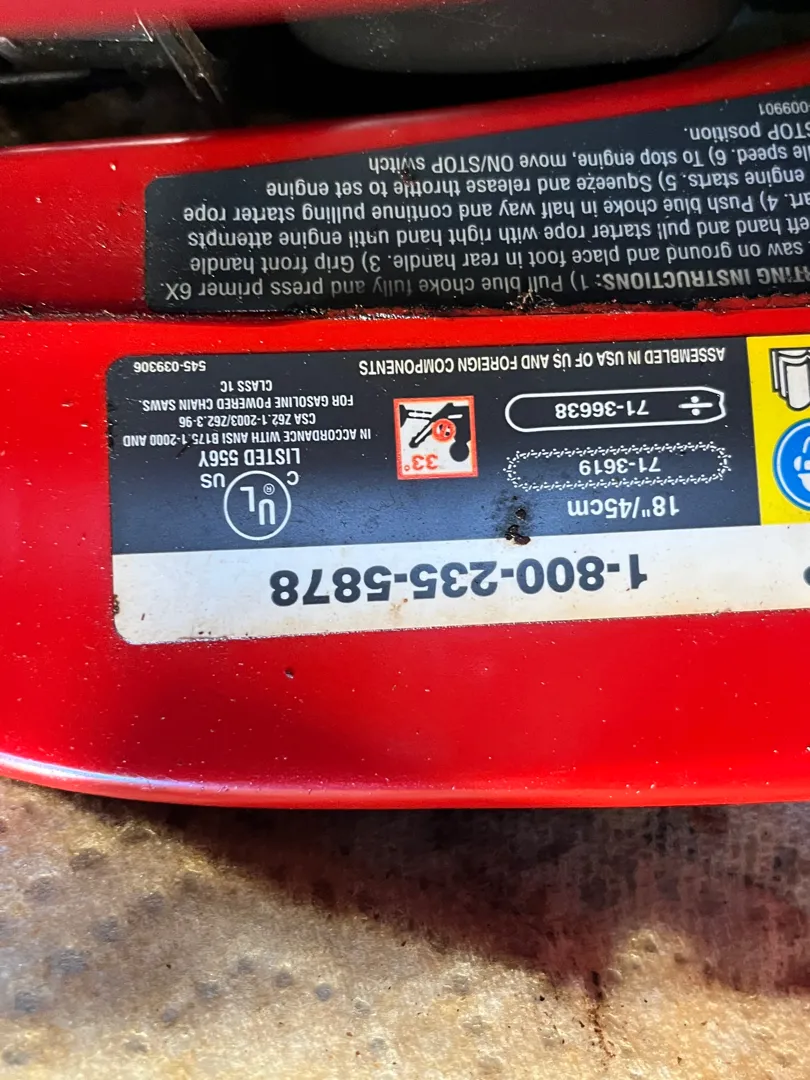 1-800-235-5878
18"/45cm
71-3619
71-36638
ASSEMBLED IN USA OF US AND FOREIGN COMPONENTS
33°
C UL® US
LISTED 556Y
IN ACCORDANCE WITH ANSI B175.1-2000 AND
CSA Z62.1-2003/Z62.3-96
FOR GASOLINE POWERED CHAIN SAWS.
CLASS 1C
545-039306
INSTRUCTIONS: 1) Pull blue choke fully and press primer 6X.
saw on ground and place foot in rear handle. 3) Grip front handle
left hand and pull starter rope with right hand until engine attempts
4) Push blue choke in half way and continue pulling starter rope
engine starts. 5) Squeeze and release throttle to set engine
speed. 6) To stop engine, move ON/STOP switch
STOP position.
-009901